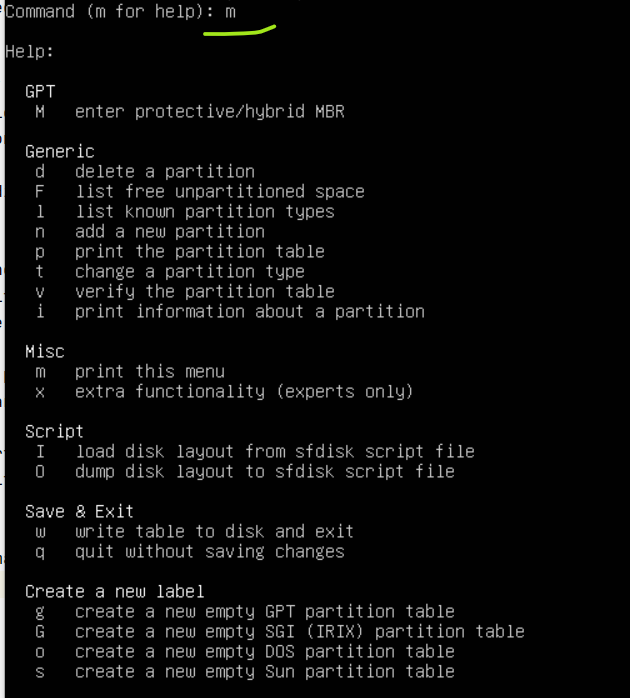 Command (m for help): m
Help:
GPT
M enter protective/hybrid MBR
Generic
d delete a partition
F list free unpartitioned space
l list known partition types
n add a new partition
p print the partition table
t change a partition type
v verify the partition table
i print information about a partition
Misc
m print this menu
x extra functionality (experts only)
Script
I load disk layout from sfdisk script file
O dump disk layout to sfdisk script file
Save & Exit
w write table to disk and exit
q quit without saving changes
Create a new label
g create a new empty GPT partition table
G create a new empty SGI (IRIX) partition table
o create a new empty DOS partition table
s create a new empty Sun partition table